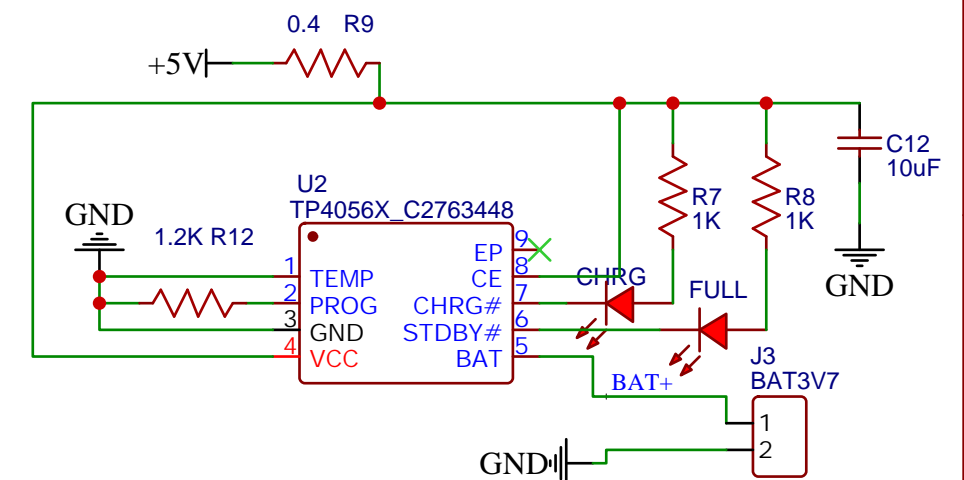 0.4 R9
+5V
C12
10uF
U2
TP4056X_C2763448
R7
1K
R8
1K
GND
1.2K R12
GND
EP 9
1 TEMP
CE 8
2 PROG
CHRG# 7
3 GND
STDBY# 6
4 VCC
BAT 5
CHRG
FULL
J3
BAT3V7
BAT+
1
2
GND